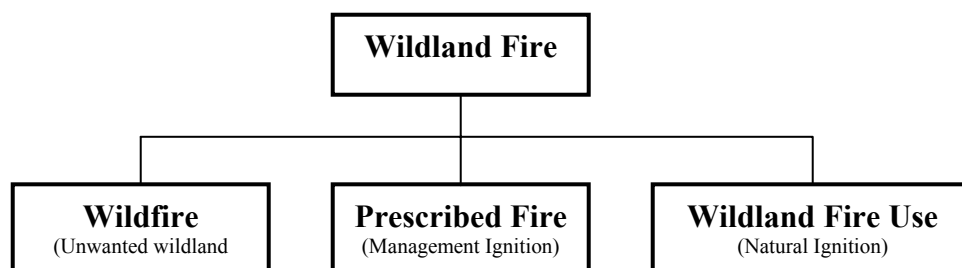 Wildland Fire
Wildfire
(Unwanted wildland
Prescribed Fire
(Management Ignition)
Wildland Fire Use
(Natural Ignition)